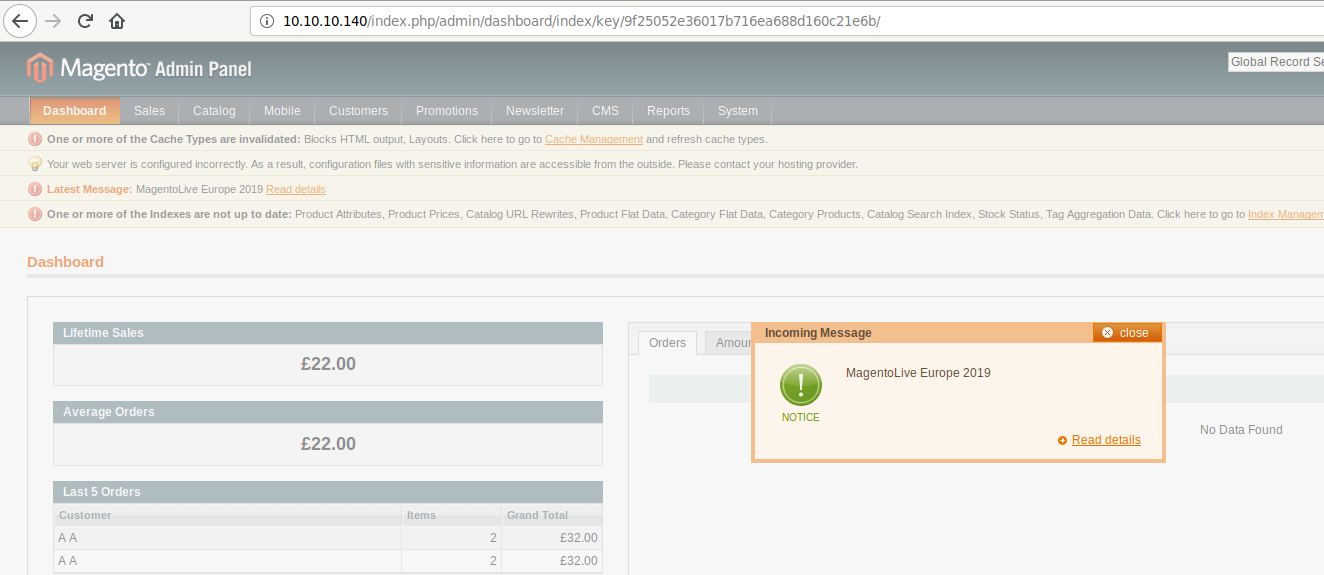 10.10.10.140/index.php/admin/dashboard/index/key/9f25052e36017b716ea688d160c21e6b/
Magento™ Admin Panel
Global Record Se
Dashboard Sales Catalog Mobile Customers Promotions Newsletter CMS Reports System
One or more of the Cache Types are invalidated: Blocks HTML output, Layouts. Click here to go to Cache Management and refresh cache types.
Your web server is configured incorrectly. As a result, configuration files with sensitive information are accessible from the outside. Please contact your hosting provider.
Latest Message: MagentoLive Europe 2019 Read details
One or more of the Indexes are not up to date: Product Attributes, Product Prices, Catalog URL Rewrites, Product Flat Data, Category Flat Data, Category Products, Catalog Search Index, Stock Status, Tag Aggregation Data. Click here to go to Index Managem
Dashboard
Lifetime Sales
£22.00
Average Orders
£22.00
Last 5 Orders
Customer Items Grand Total
A A 2 £32.00
A A 2 £32.00
Orders Amoun
Incoming Message close
MagentoLive Europe 2019
NOTICE
Read details
No Data Found